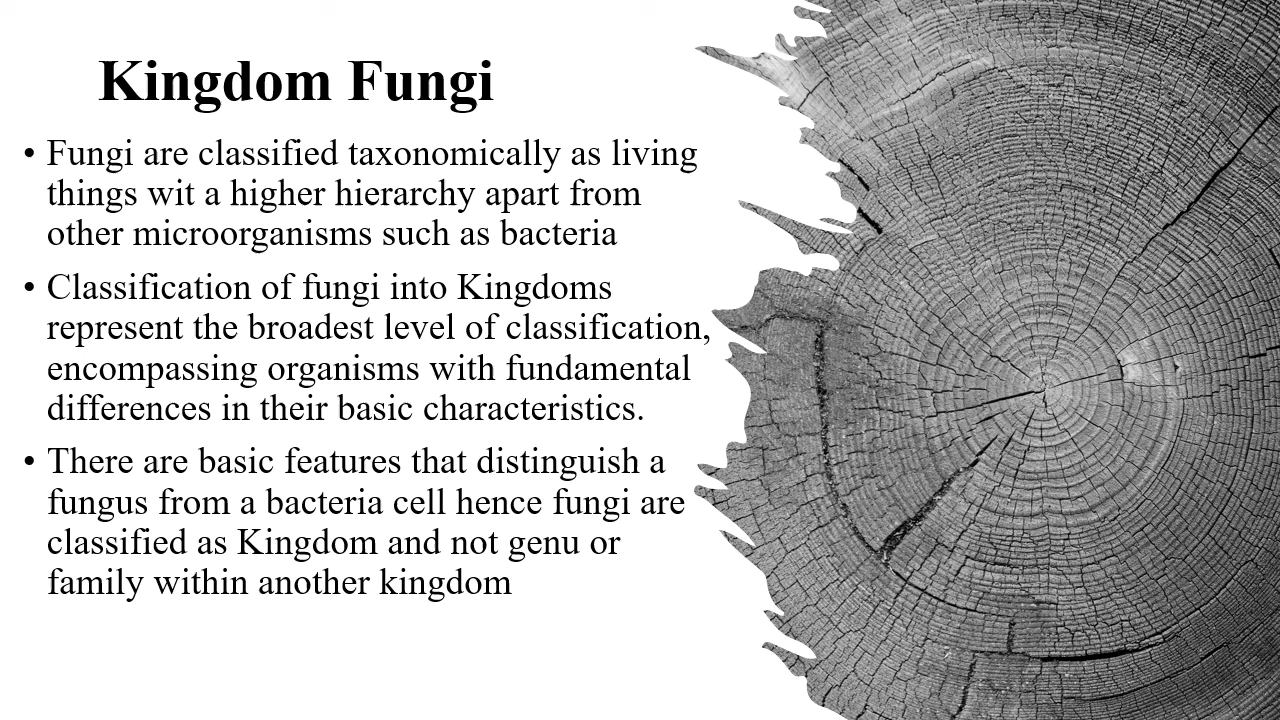 Kingdom Fungi
• Fungi are classified taxonomically as living
things wit a higher hierarchy apart from
other microorganisms such as bacteria
• Classification of fungi into Kingdoms
represent the broadest level of classification,
encompassing organisms with fundamental
differences in their basic characteristics.
• There are basic features that distinguish a
fungus from a bacteria cell hence fungi are
classified as Kingdom and not genu or
family within another kingdom